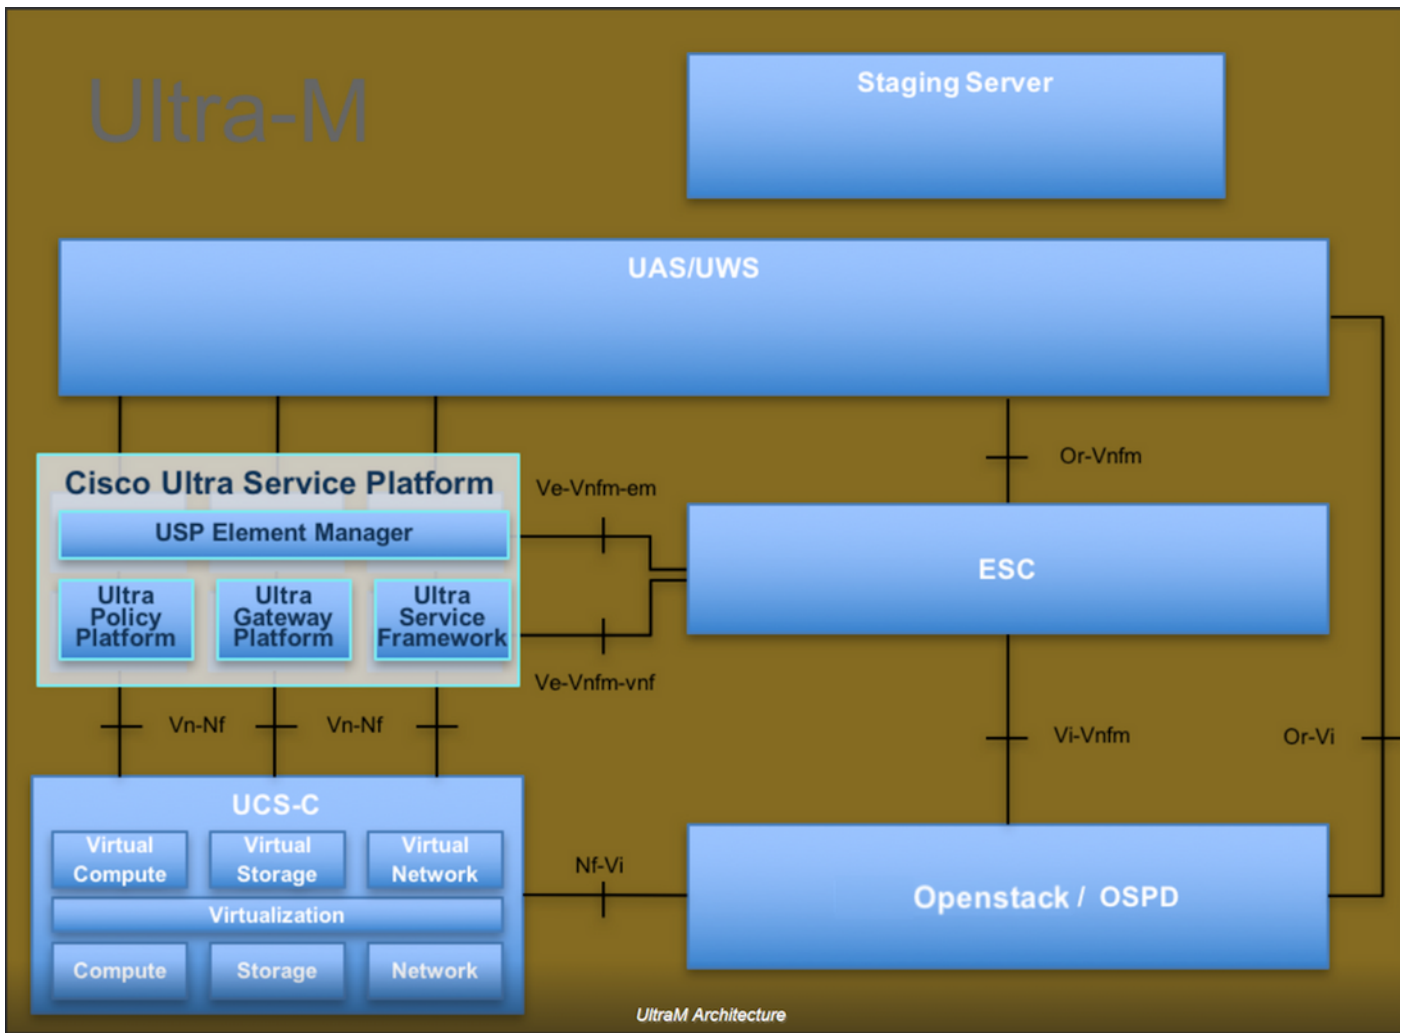 Ultra-M
Staging Server
UAS/UWS
Or-Vnfm
Cisco Ultra Service Platform
Ve-Vnfm-em
USP Element Manager
ESC
Ultra
Policy
Platform
Ultra
Gateway
Platform
Ultra
Service
Framework
Ve-Vnfm-vnf
Vn-Nf
Vn-Nf
Vi-Vnfm
Or-Vi
UCS-C
Virtual
Compute
Virtual
Storage
Virtual
Network
Nf-Vi
Openstack / OSPD
Virtualization
Compute
Storage
Network
UltraM Architecture